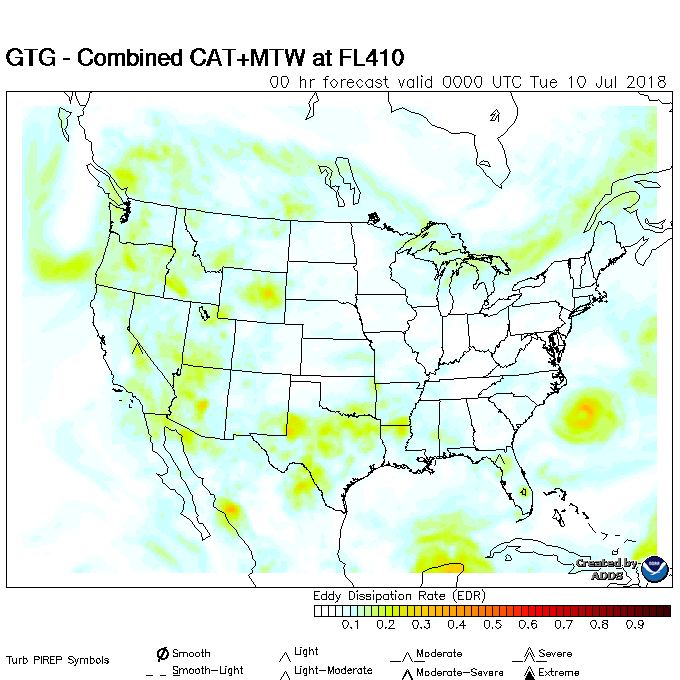 GTG - Combined CAT+MTW at FL410
00 hr forecast valid 0000 UTC Tue 10 Jul 2018
Created by
ADDS
Eddy Dissipation Rate (EDR)
0.1 0.2 0.3 0.4 0.5 0.6 0.7 0.8 0.9
Turb PIREP Symbols
Smooth Light Moderate Severe
Smooth-Light Light-Moderate Moderate-Severe Extreme